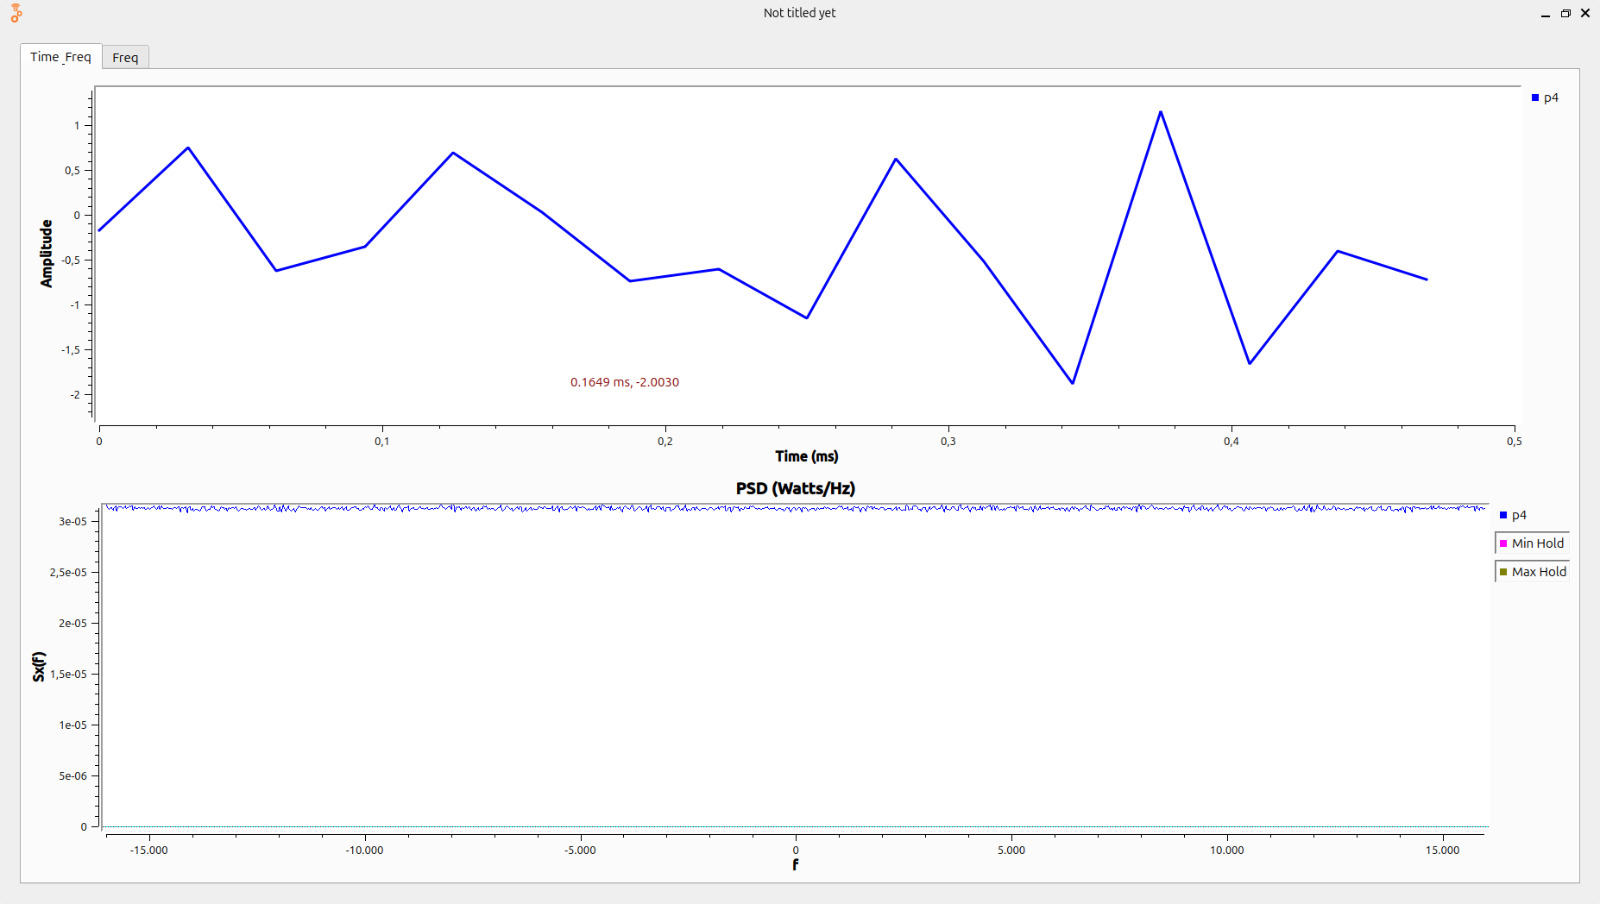 Not titled yet
Time_Freq
Freq
p4
Amplitude
1
0,5
0
-0,5
-1
-1,5
-2
0.1649 ms, -2.0030
0 0,1 0,2 0,3 0,4 0,5
Time (ms)
PSD (Watts/Hz)
p4
Min Hold
Max Hold
Sx(f)
3e-05
2,5e-05
2e-05
1,5e-05
1e-05
5e-06
0
-15.000 -10.000 -5.000 0 5.000 10.000 15.000
f